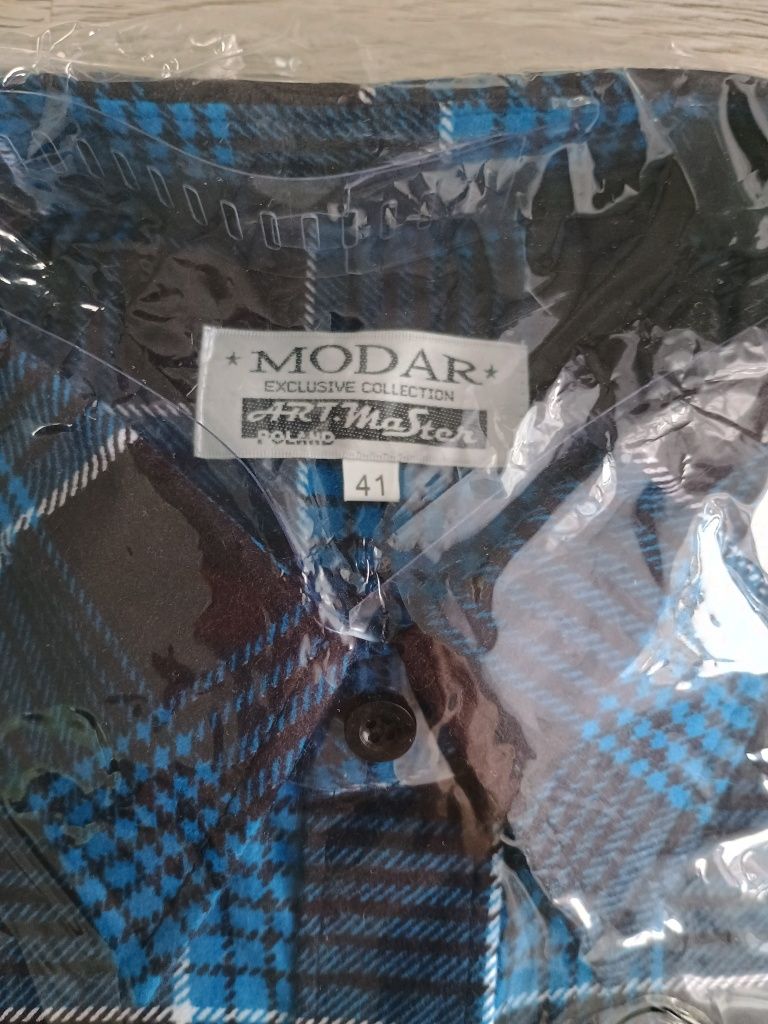 ★ MODAR ★
EXCLUSIVE COLLECTION
ART MaSter
POLAND
41